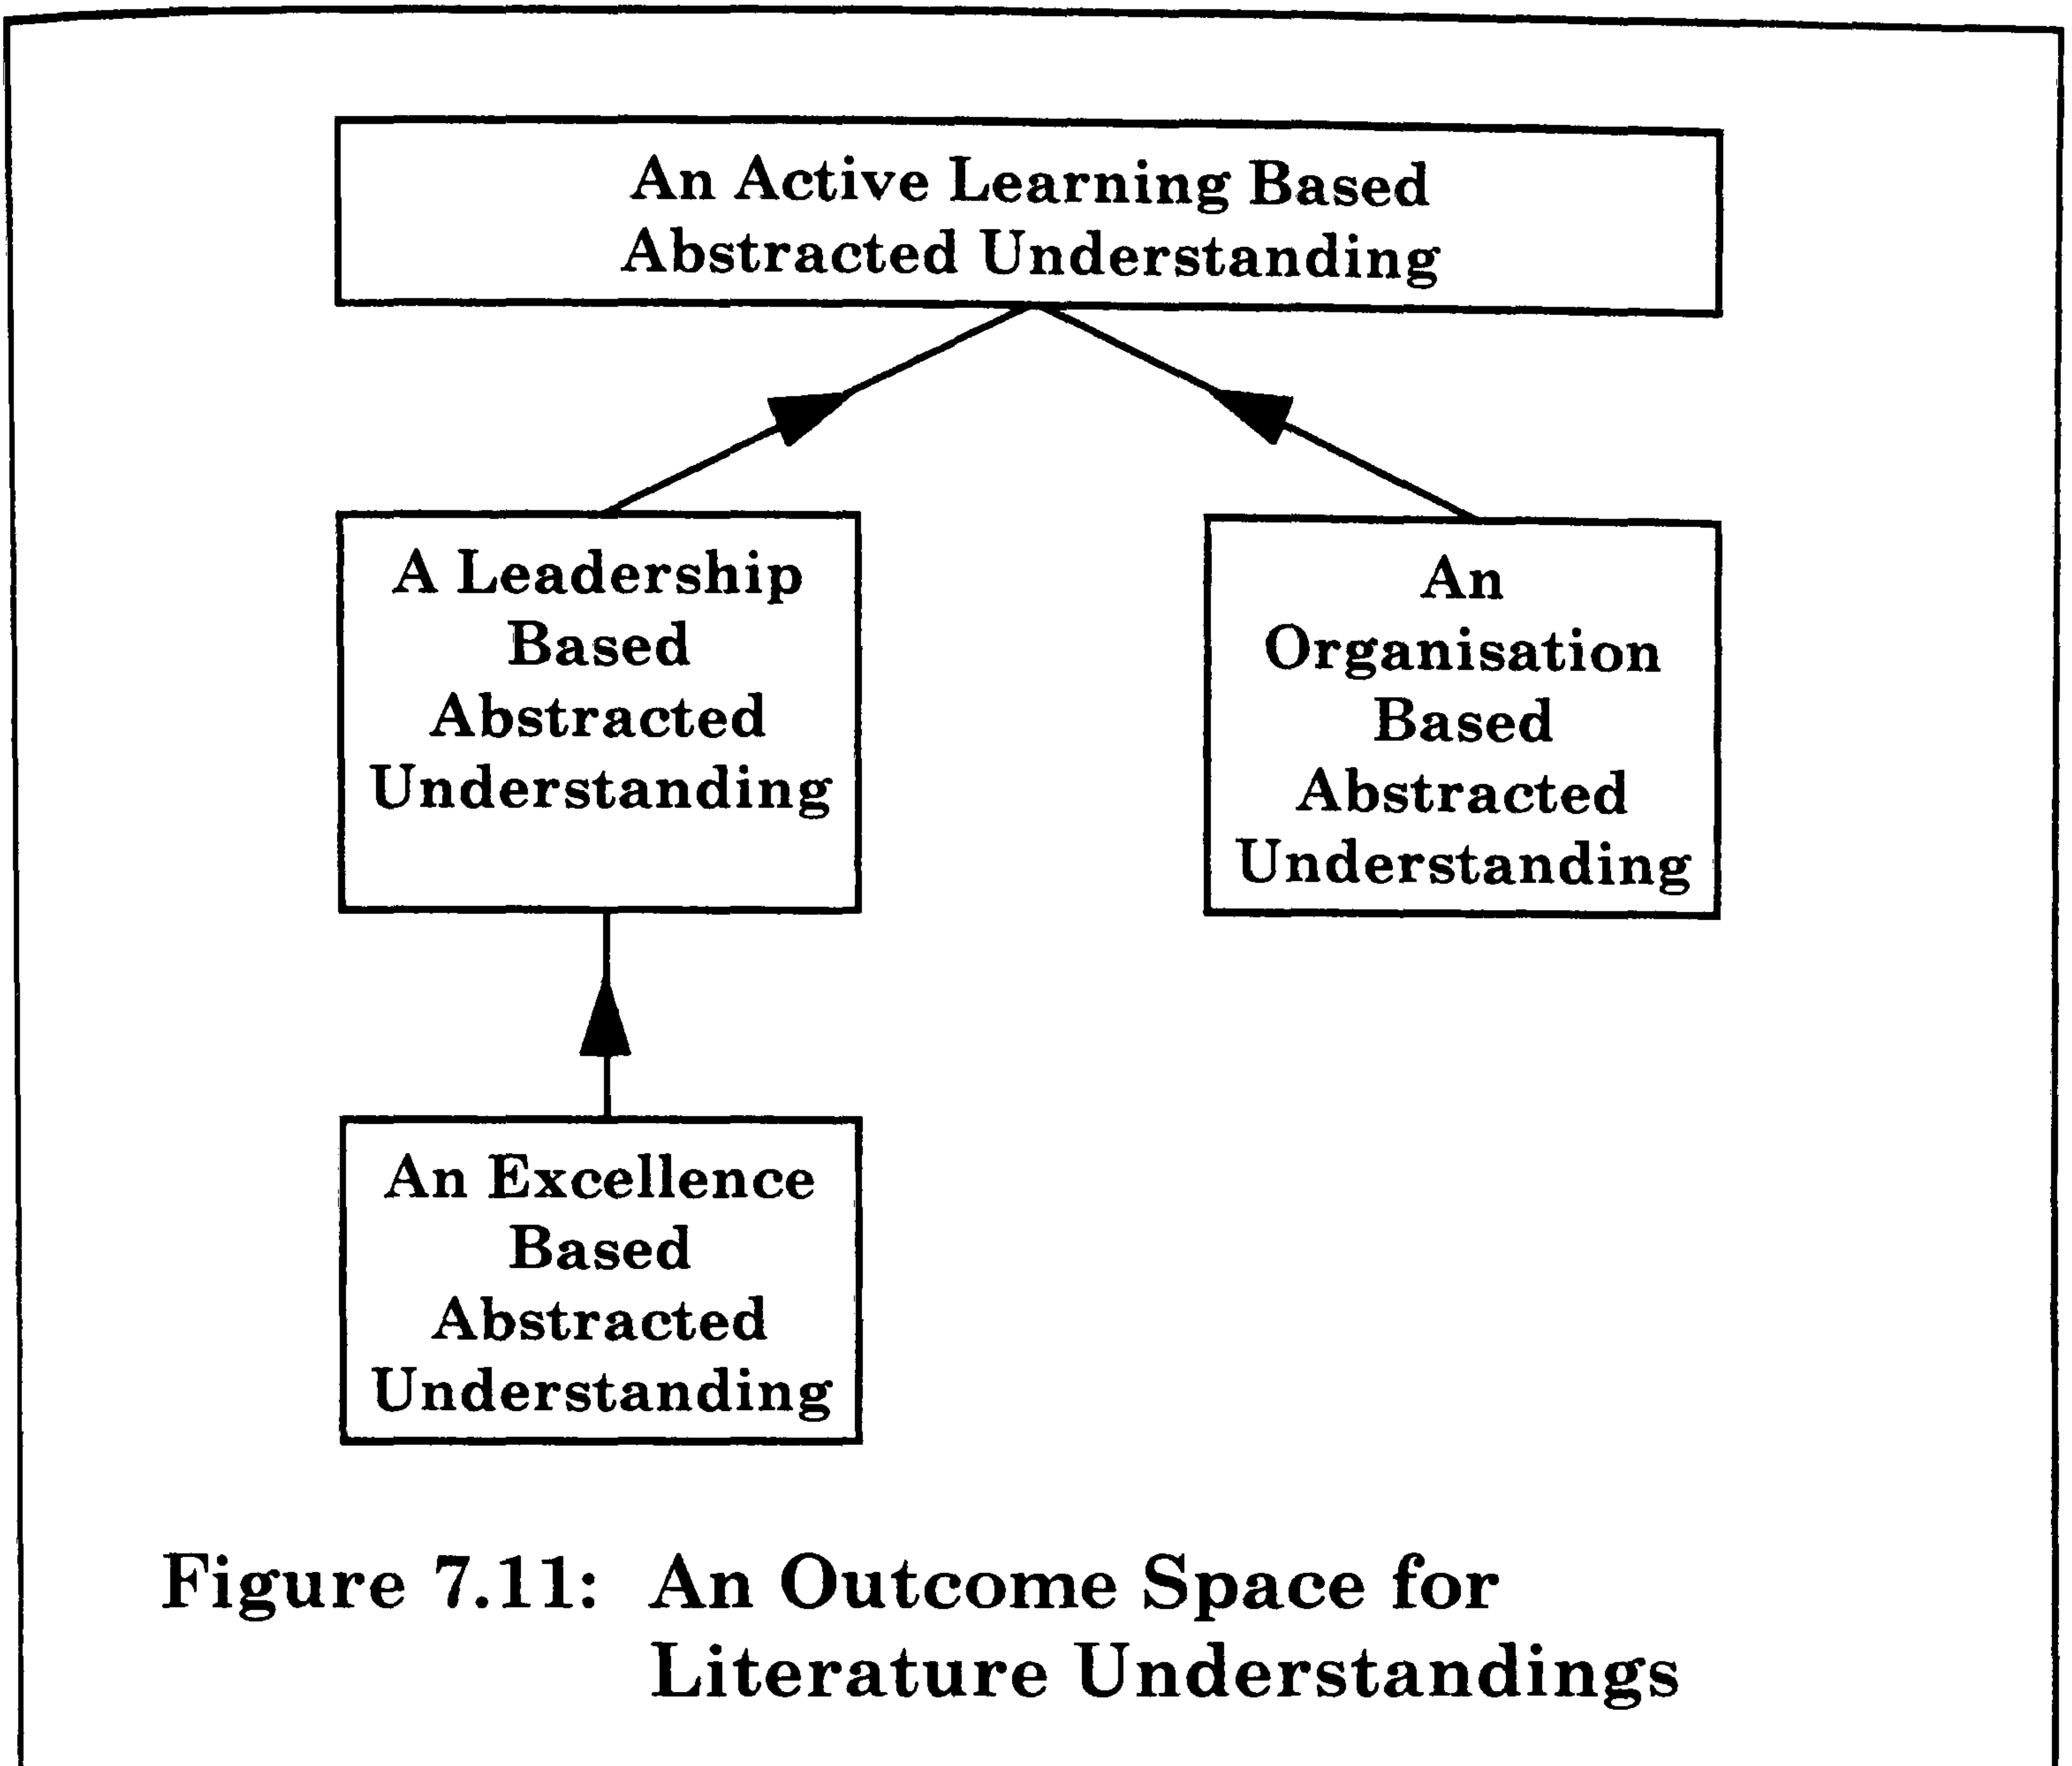 An Active Learning Based
Abstracted Understanding
A Leadership
Based
Abstracted
Understanding
An
Organisation
Based
Abstracted
Understanding
An Excellence
Based
Abstracted
Understanding
Figure 7.11: An Outcome Space for
Literature Understandings